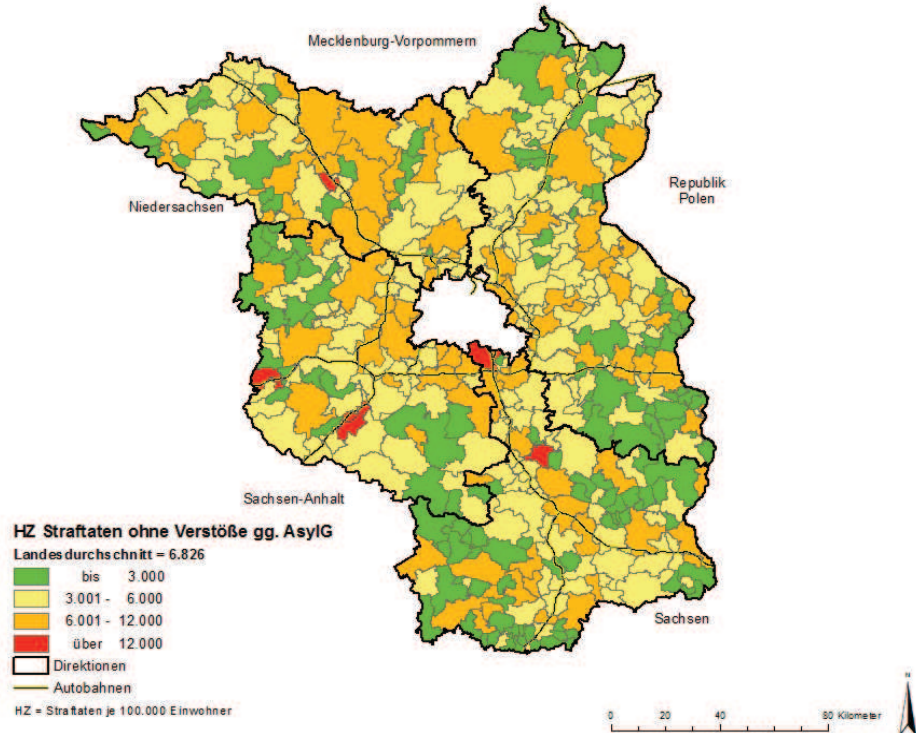 Mecklenburg-Vorpommern
Republik
Polen
Niedersachsen
Sachsen-Anhalt
Sachsen
HZ Straftaten ohne Verstöße gg. AsylG
Landesdurchschnitt = 6.826
bis 3.000
3.001 - 6.000
6.001 - 12.000
über 12.000
Direktionen
Autobahnen
HZ = Straftaten je 100.000 Einwohner
N
0 20 40 60 80 Kilometer